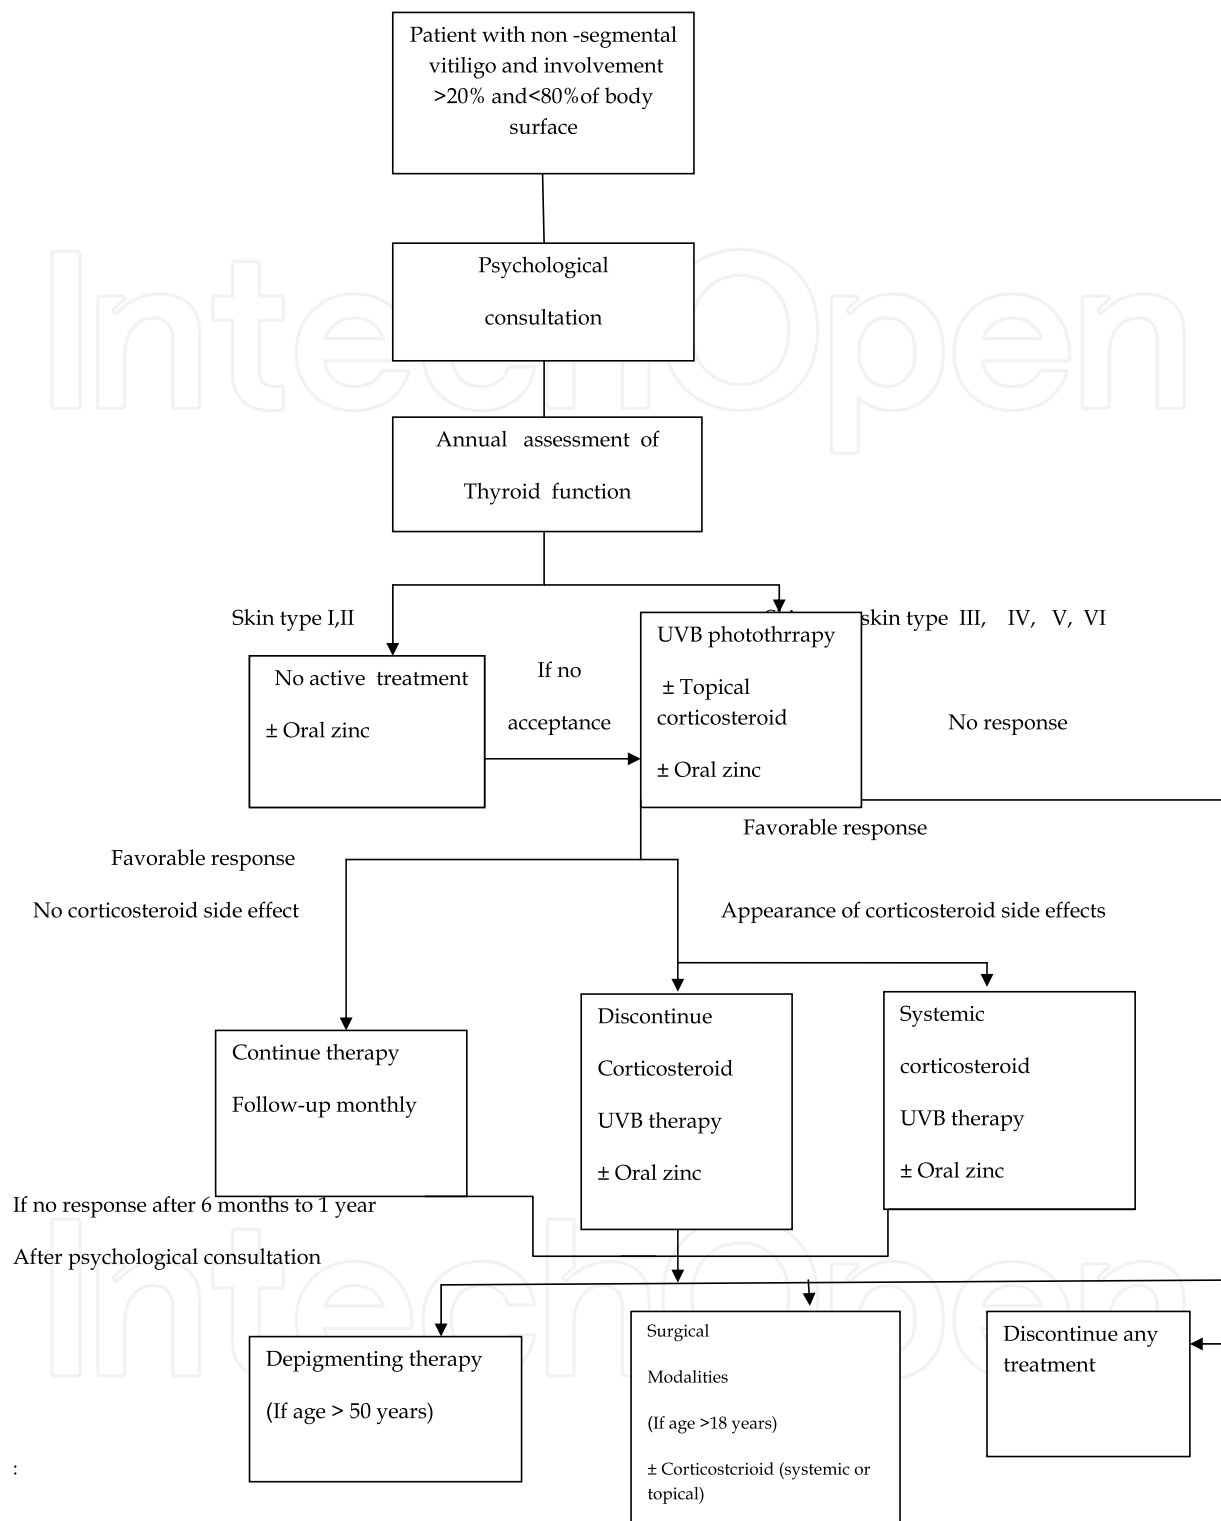 Patient with non -segmental
vitiligo and involvement
>20% and<80%of body
surface
IntechOpen
Psychological
consultation
Annual assessment of
Thyroid function
Skin type I,II
skin type III, IV, V, VI
UVB photothrrapy
± Topical
corticosteroid
± Oral zinc
No active treatment
± Oral zinc
If no
acceptance
No response
Favorable response
Favorable response
No corticosteroid side effect
Appearance of corticosteroid side effects
Continue therapy
Follow-up monthly
Discontinue
Corticosteroid
UVB therapy
± Oral zinc
Systemic
corticosteroid
UVB therapy
± Oral zinc
If no response after 6 months to 1 year
After psychological consultation
IntechOpen
Depigmenting therapy
(If age > 50 years)
Surgical
Modalities
(If age >18 years)
± Corticostcrioid (systemic or
topical)
Discontinue any
treatment
: